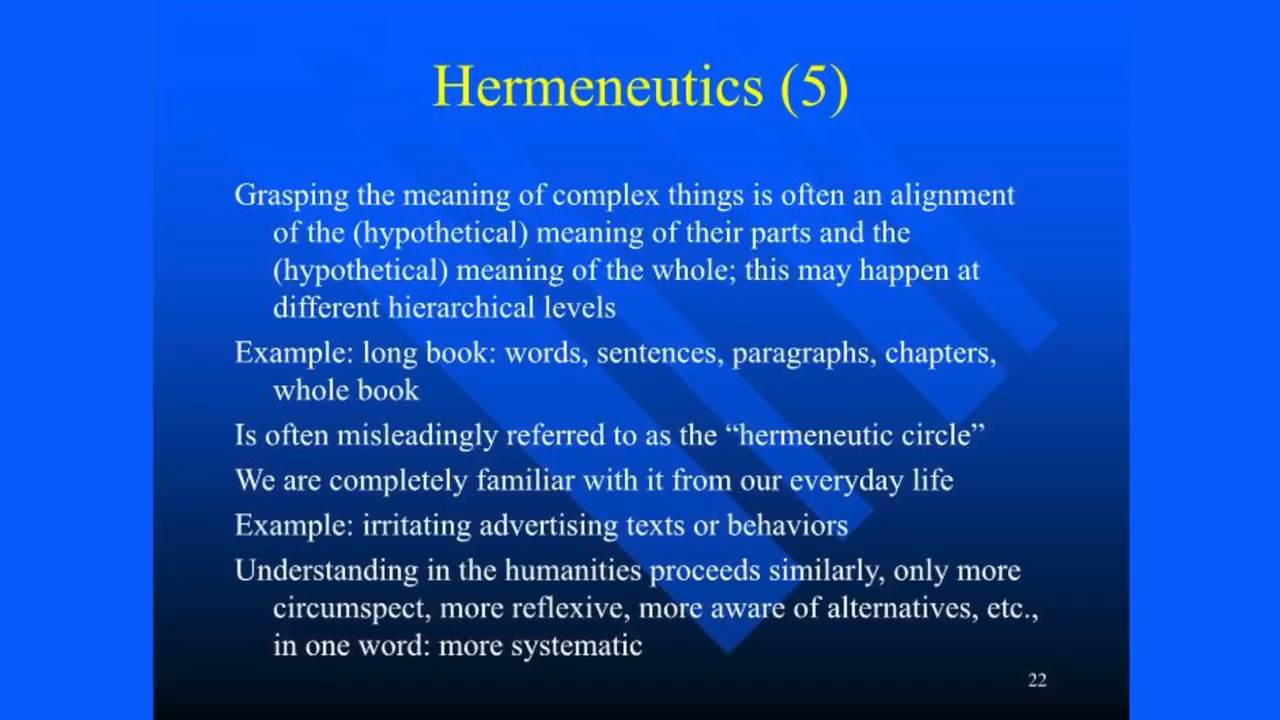 Hermeneutics (5)
Grasping the meaning of complex things is often an alignment
of the (hypothetical) meaning of their parts and the
(hypothetical) meaning of the whole; this may happen at
different hierarchical levels
Example: long book: words, sentences, paragraphs, chapters,
whole book
Is often misleadingly referred to as the “hermeneutic circle”
We are completely familiar with it from our everyday life
Example: irritating advertising texts or behaviors
Understanding in the humanities proceeds similarly, only more
circumspect, more reflexive, more aware of alternatives, etc.,
in one word: more systematic
22